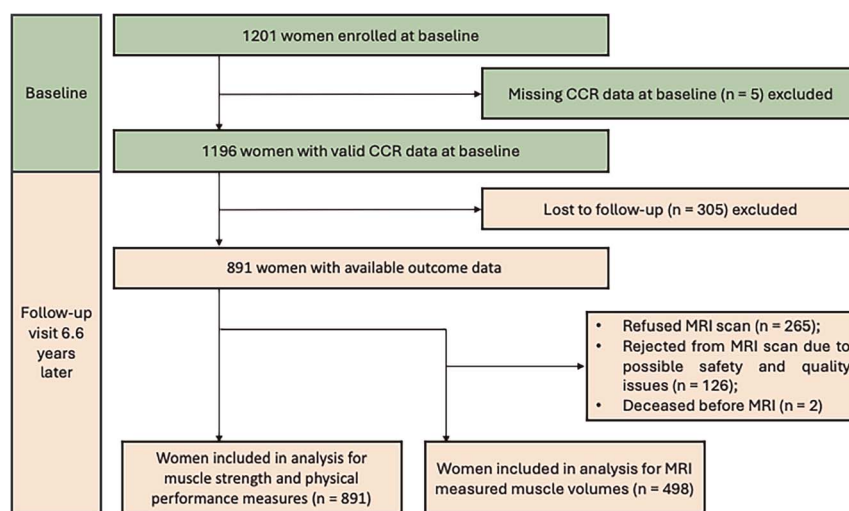 1201 women enrolled at baseline
Baseline
Missing CCR data at baseline (n = 5) excluded
1196 women with valid CCR data at baseline
Lost to follow-up (n = 305) excluded
891 women with available outcome data
Follow-up
visit 6.6
years
later
• Refused MRI scan (n = 265);
• Rejected from MRI scan due to
possible safety and quality
issues (n = 126);
• Deceased before MRI (n = 2)
Women included in analysis for
muscle strength and physical
performance measures (n = 891)
Women included in analysis for MRI
measured muscle volumes (n = 498)